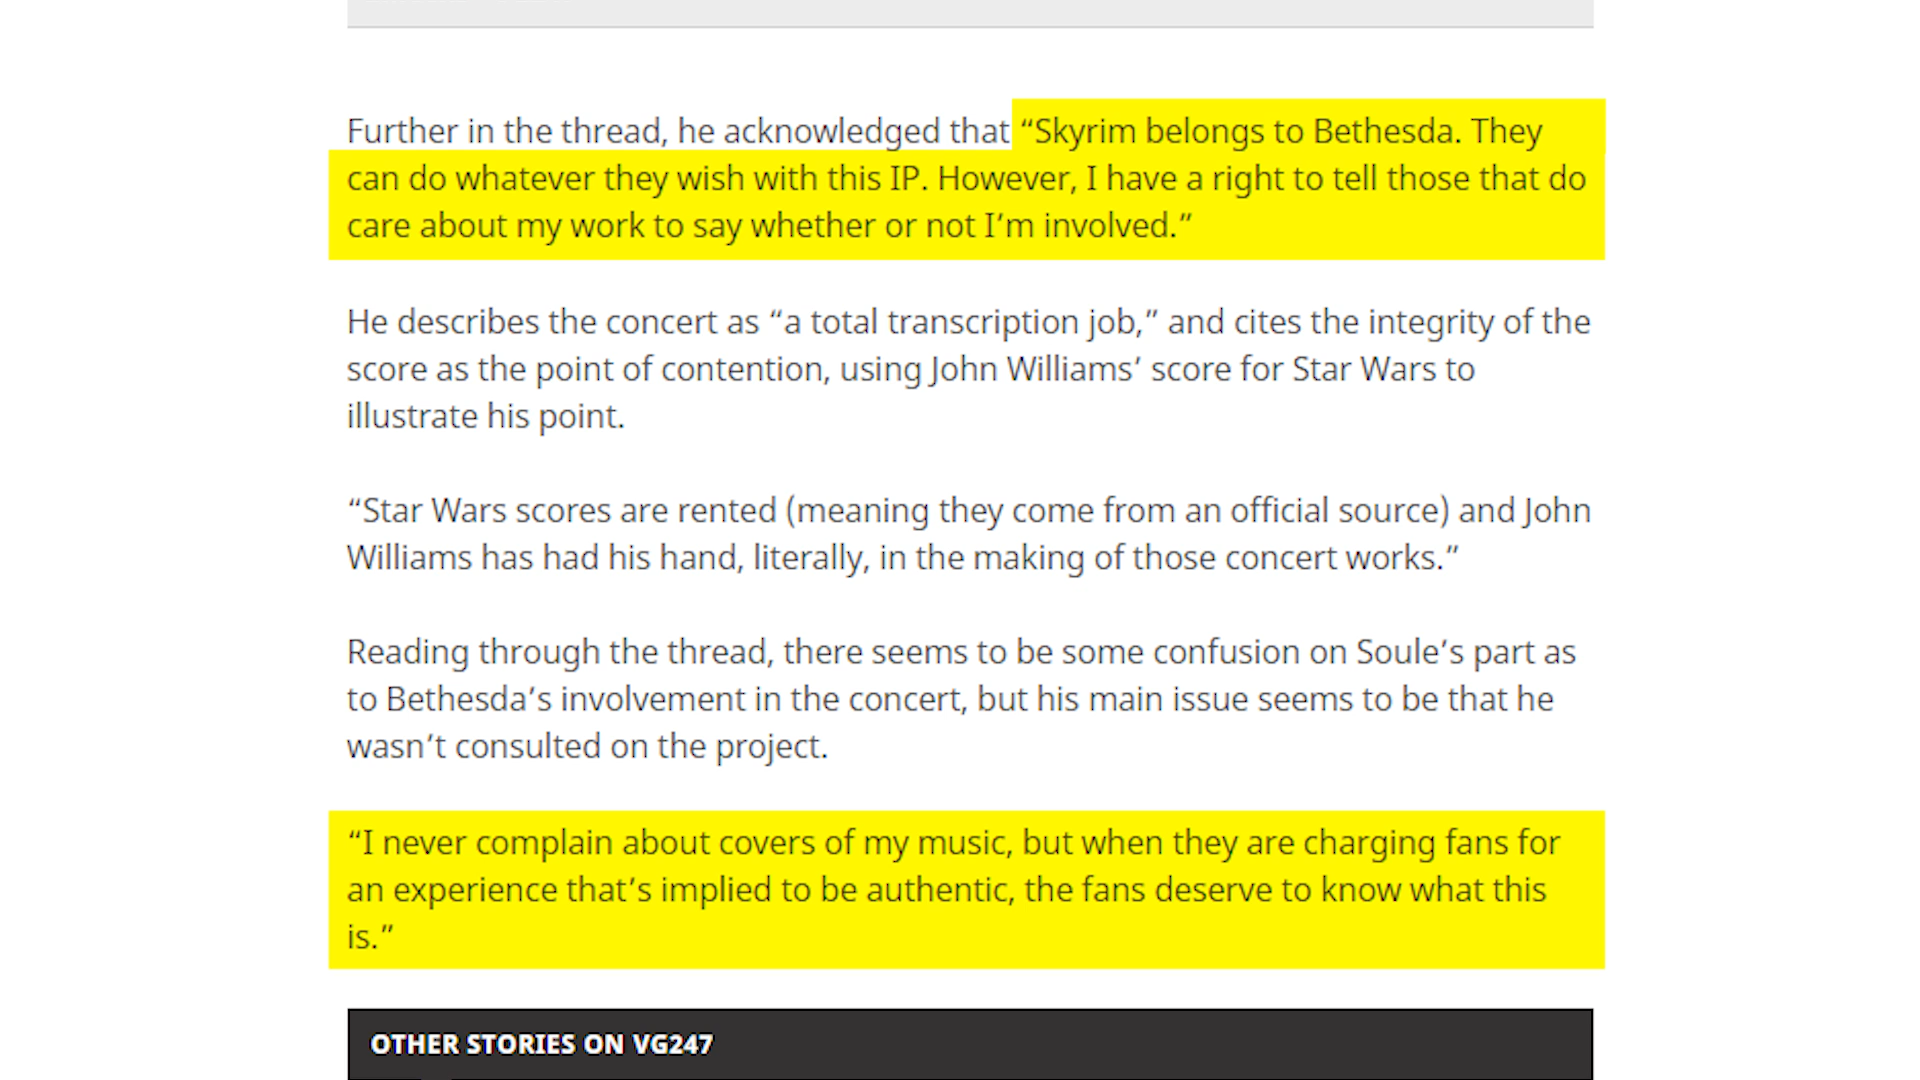 Further in the thread, he acknowledged that “Skyrim belongs to Bethesda. They
can do whatever they wish with this IP. However, I have a right to tell those that do
care about my work to say whether or not I’m involved.”
He describes the concert as “a total transcription job,” and cites the integrity of the
score as the point of contention, using John Williams’ score for Star Wars to
illustrate his point.
“Star Wars scores are rented (meaning they come from an official source) and John
Williams has had his hand, literally, in the making of those concert works.”
Reading through the thread, there seems to be some confusion on Soule’s part as
to Bethesda’s involvement in the concert, but his main issue seems to be that he
wasn’t consulted on the project.
“I never complain about covers of my music, but when they are charging fans for
an experience that’s implied to be authentic, the fans deserve to know what this
is.”
OTHER STORIES ON VG247